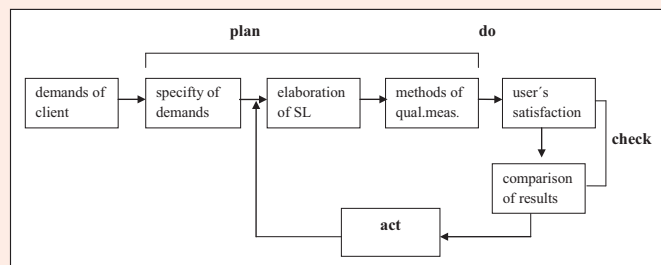 plan
do
demands of
client
specifty of
demands
elaboration
of SL
methods of
qual.meas.
user´s
satisfaction
check
comparison
of results
act